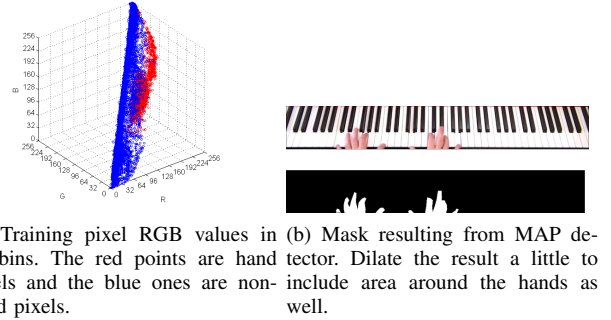 256
224
192
160
128
96
64
32
0
B
256
224
192
160
128
96
64
32
0
G
0
32
64
96
128
160
192
224
256
R
Training pixel RGB values in
bins. The red points are hand
els and the blue ones are non-
d pixels.
(b) Mask resulting from MAP de-
tector. Dilate the result a little to
include area around the hands as
well.